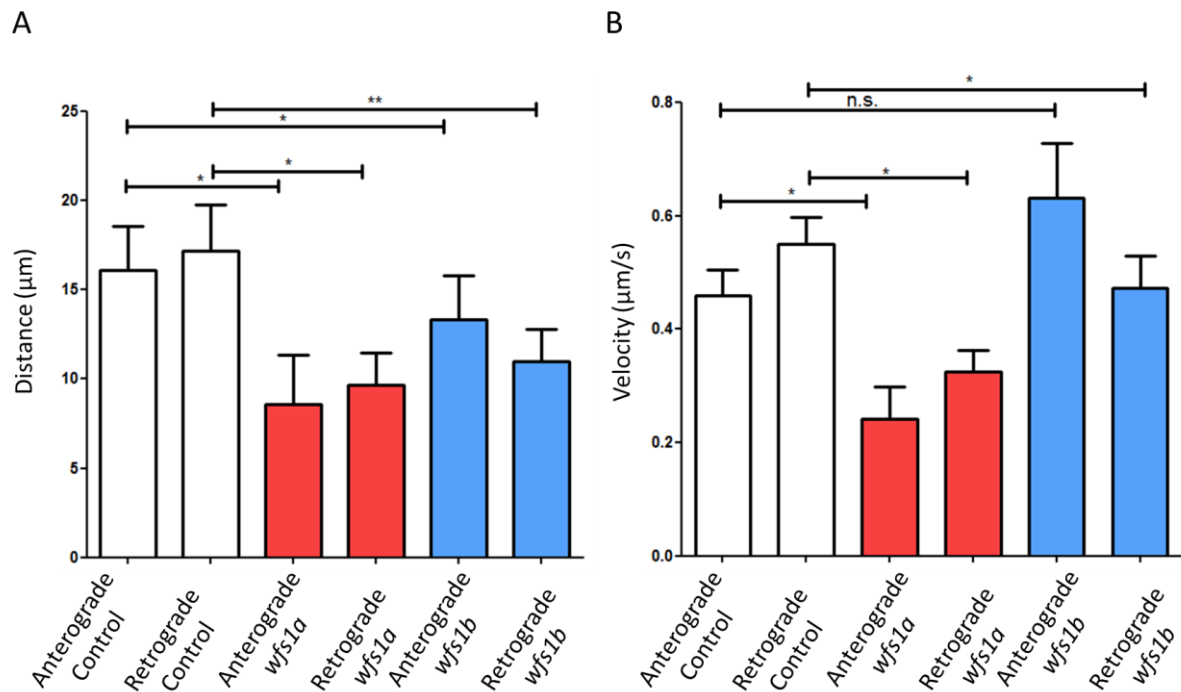 A
B
**
*
*
*
25
20
15
10
5
0
Distance (μm)
Anterograde
Control
Retrograde
Control
Anterograde
wfs1a
Retrograde
wfs1a
Anterograde
wfs1b
Retrograde
wfs1b
*
n.s.
*
*
0.8
0.6
0.4
0.2
0.0
Velocity (μm/s)
Anterograde
Control
Retrograde
Control
Anterograde
wfs1a
Retrograde
wfs1a
Anterograde
wfs1b
Retrograde
wfs1b